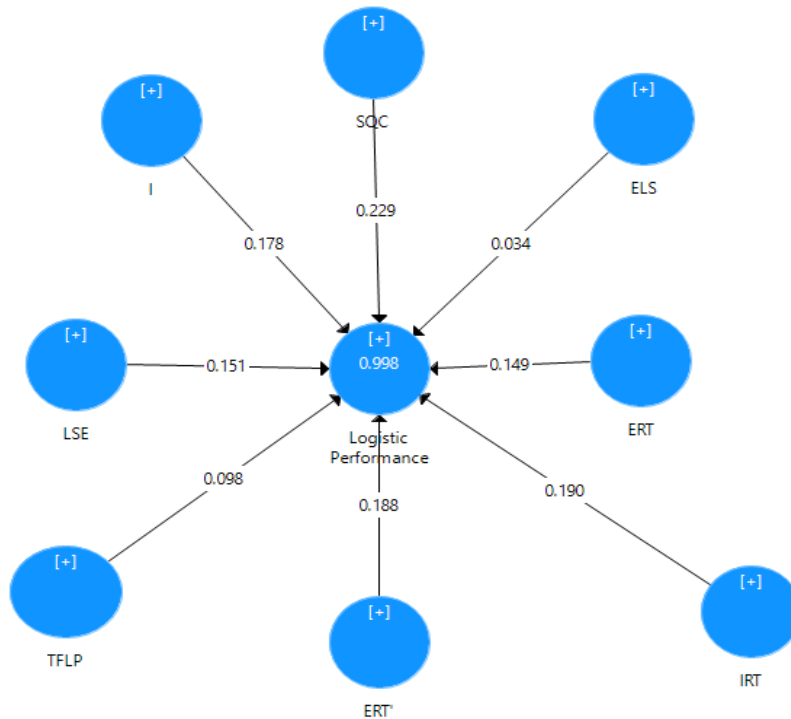 [+]
SQC
[+]
I
[+]
ELS
0.229
0.178
0.034
[+]
LSE
0.151
[+]
0.998
Logistic
Performance
0.149
[+]
ERT
0.098
0.188
0.190
[+]
TFLP
[+]
ERT'
[+]
IRT